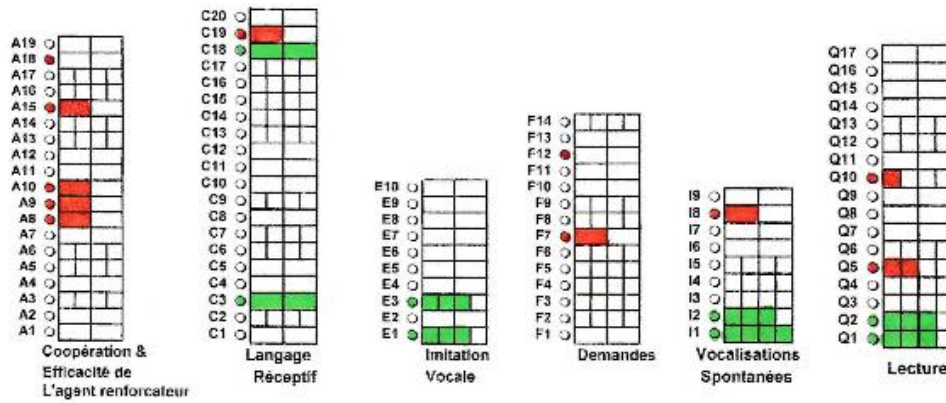 A19
A18
A17
A16
A15
A14
A13
A12
A11
A10
A9
A8
A7
A6
A5
A4
A3
A2
A1
Coopération &
Efficacité de
L'agent renforcateur
C20
C19
C18
C17
C16
C15
C14
C13
C12
C11
C10
C9
C8
C7
C6
C5
C4
C3
C2
C1
Langage
Réceptif
E10
E9
E8
E7
E6
E5
E4
E3
E2
E1
Imitation
Vocale
F14
F13
F12
F11
F10
F9
F8
F7
F6
F5
F4
F3
F2
F1
Demandes
I9
I8
I7
I6
I5
I4
I3
I2
I1
Vocalisations
Spontanées
Q17
Q16
Q15
Q14
Q13
Q12
Q11
Q10
Q9
Q8
Q7
Q6
Q5
Q4
Q3
Q2
Q1
Lecture